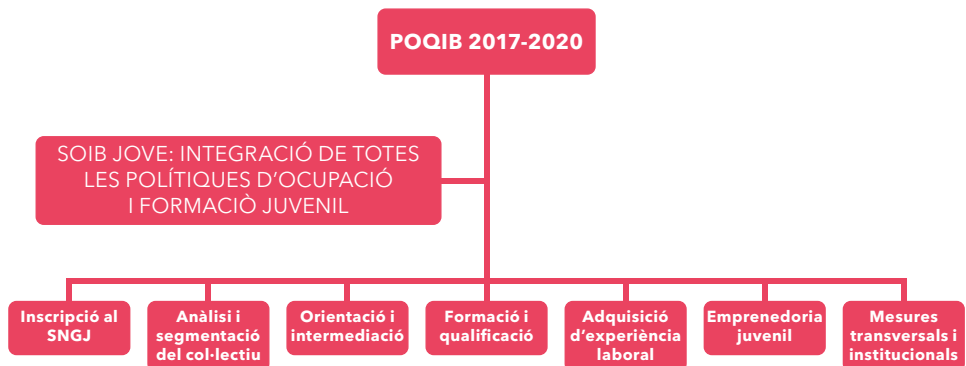 POQIB 2017-2020
SOIB JOVE: INTEGRACIÓ DE TOTES
LES POLÍTIQUES D’OCUPACIÓ
I FORMACIÒ JUVENIL
Inscripció al
SNGJ
Anàlisi i
segmentació
del col·lectiu
Orientació i
intermediació
Formació i
qualificació
Adquisició
d’experiència
laboral
Emprenedoria
juvenil
Mesures
transversals i
institucionals